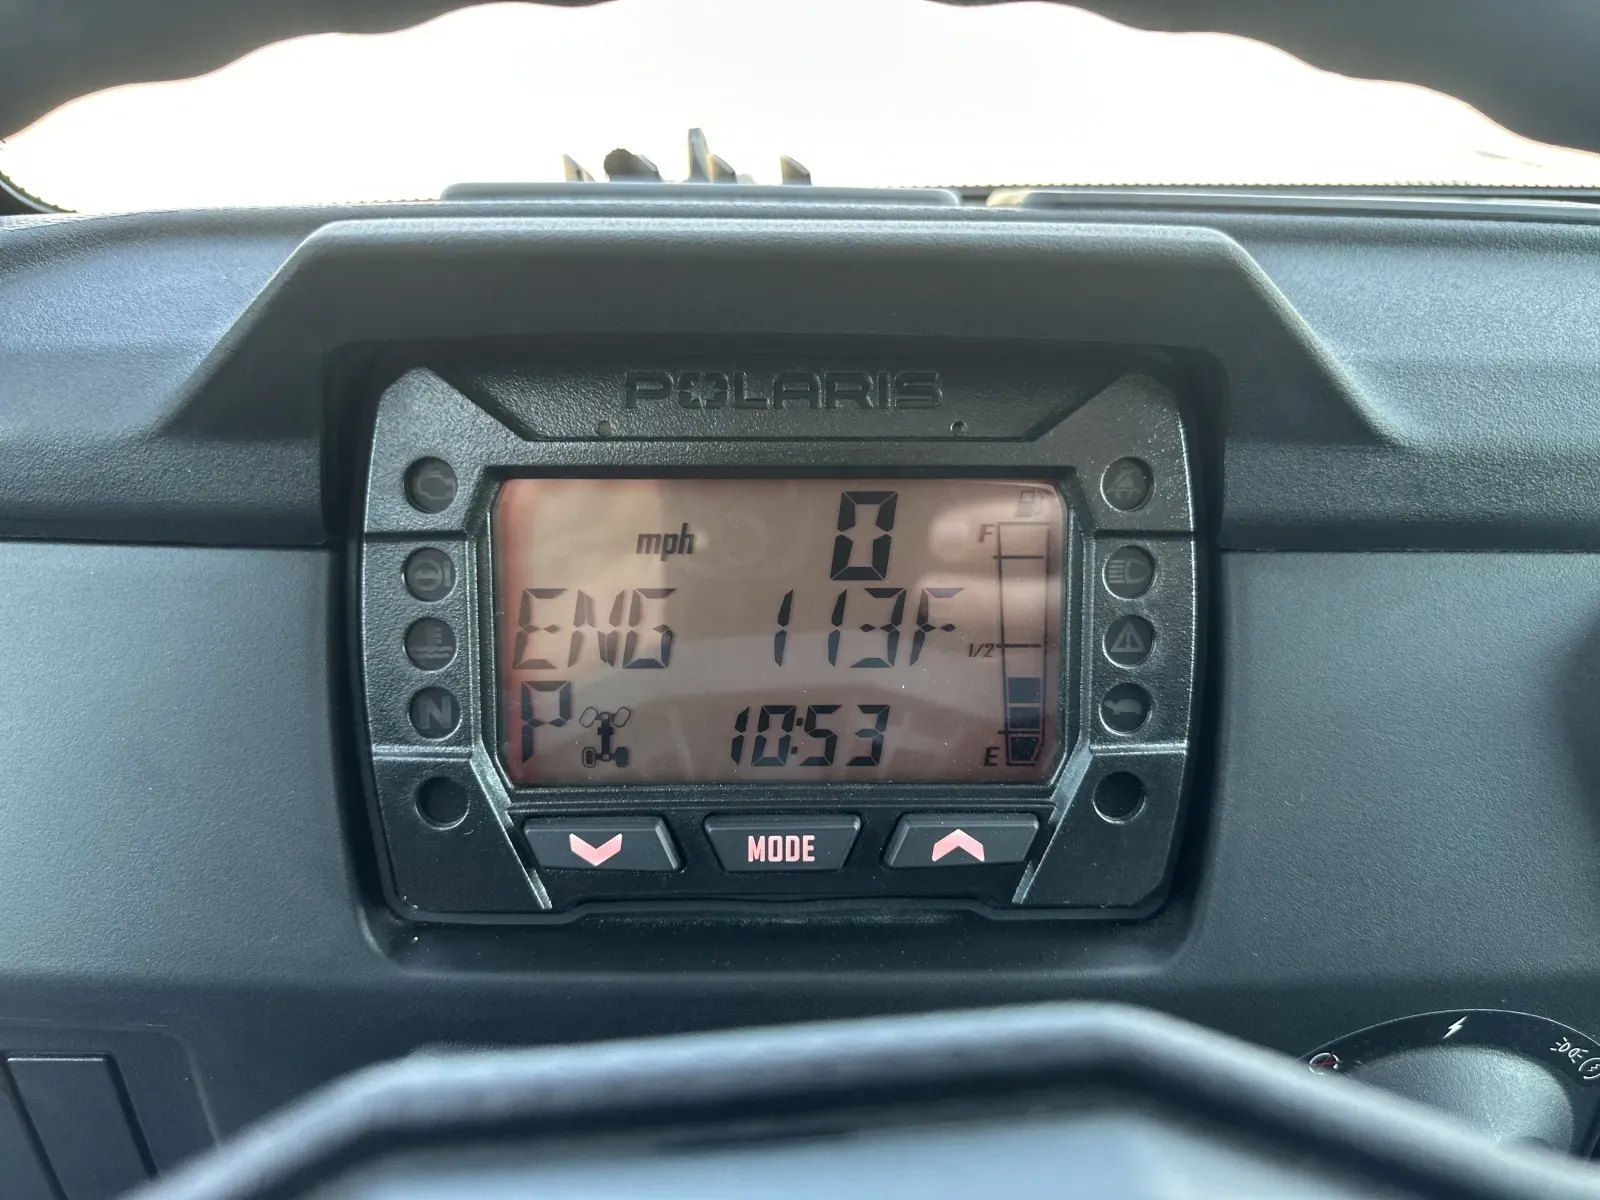 POLARIS
mph 0
F
ENG 113F
1/2
P 10:53
E
N
MODE